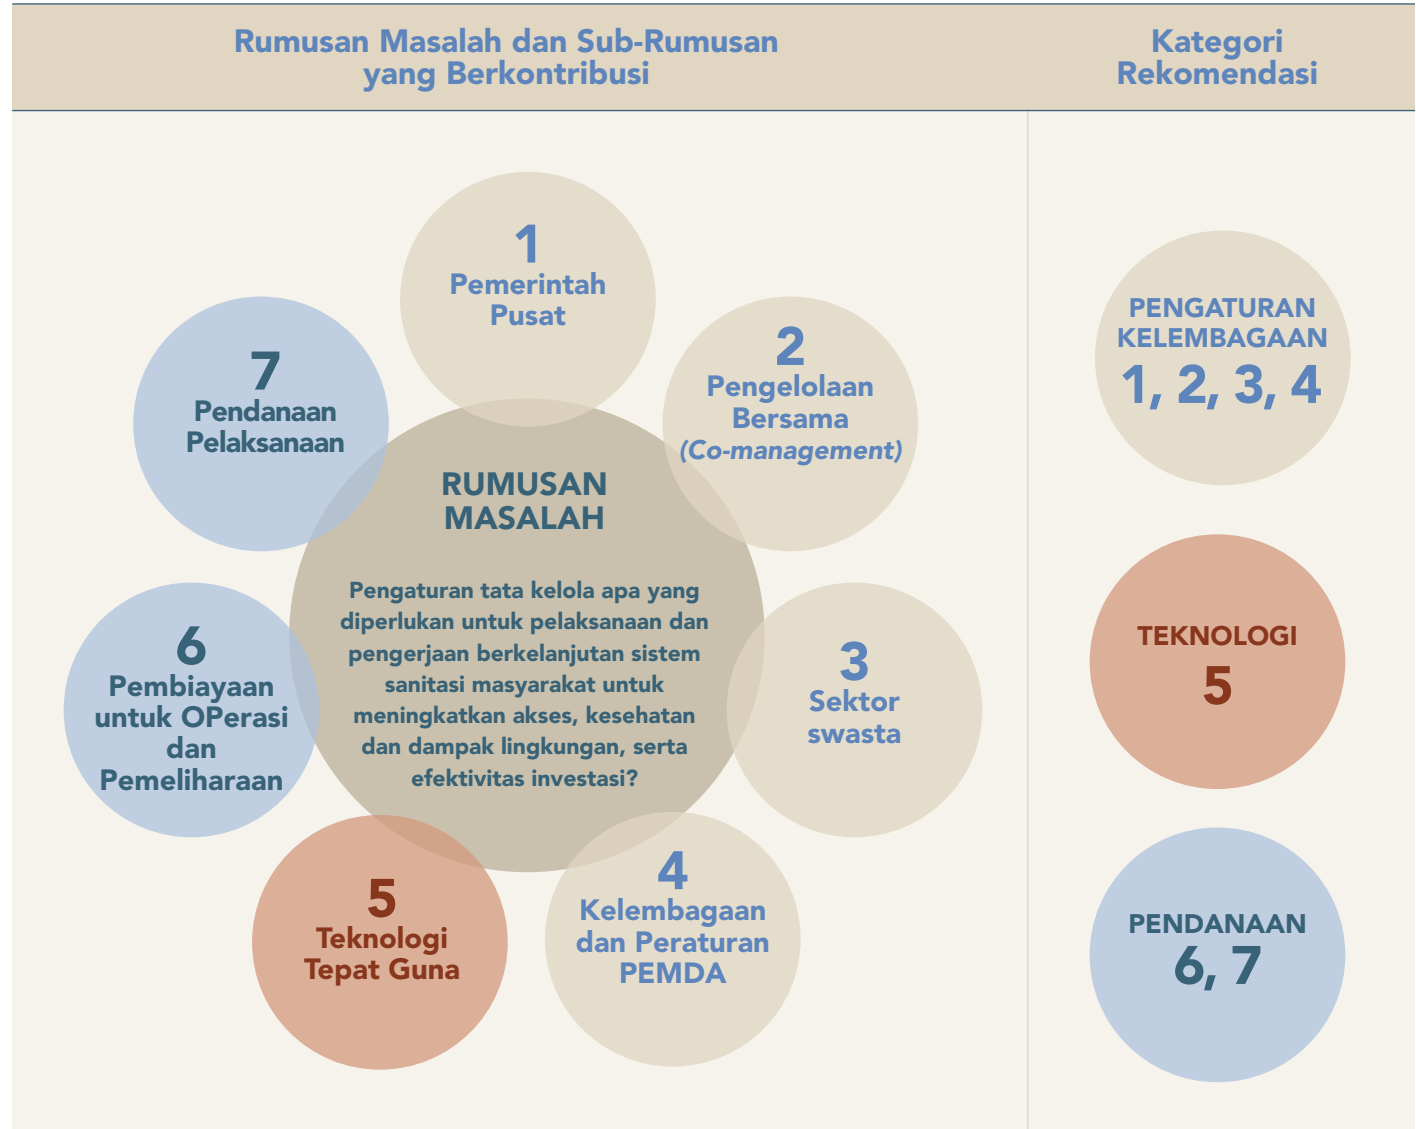 Rumusan Masalah dan Sub-Rumusan
yang Berkontribusi
Kategori
Rekomendasi
1
Pemerintah
Pusat
2
Pengelolaan
Bersama
(Co-management)
3
Sektor
swasta
4
Kelembagaan
dan Peraturan
PEMDA
5
Teknologi
Tepat Guna
6
Pembiayaan
untuk OPerasi
dan
Pemeliharaan
7
Pendanaan
Pelaksanaan
RUMUSAN
MASALAH
Pengaturan tata kelola apa yang
diperlukan untuk pelaksanaan dan
pengerjaan berkelanjutan sistem
sanitasi masyarakat untuk
meningkatkan akses, kesehatan
dan dampak lingkungan, serta
efektivitas investasi?
PENGATURAN
KELEMBAGAAN
1, 2, 3, 4
TEKNOLOGI
5
PENDANAAN
6, 7